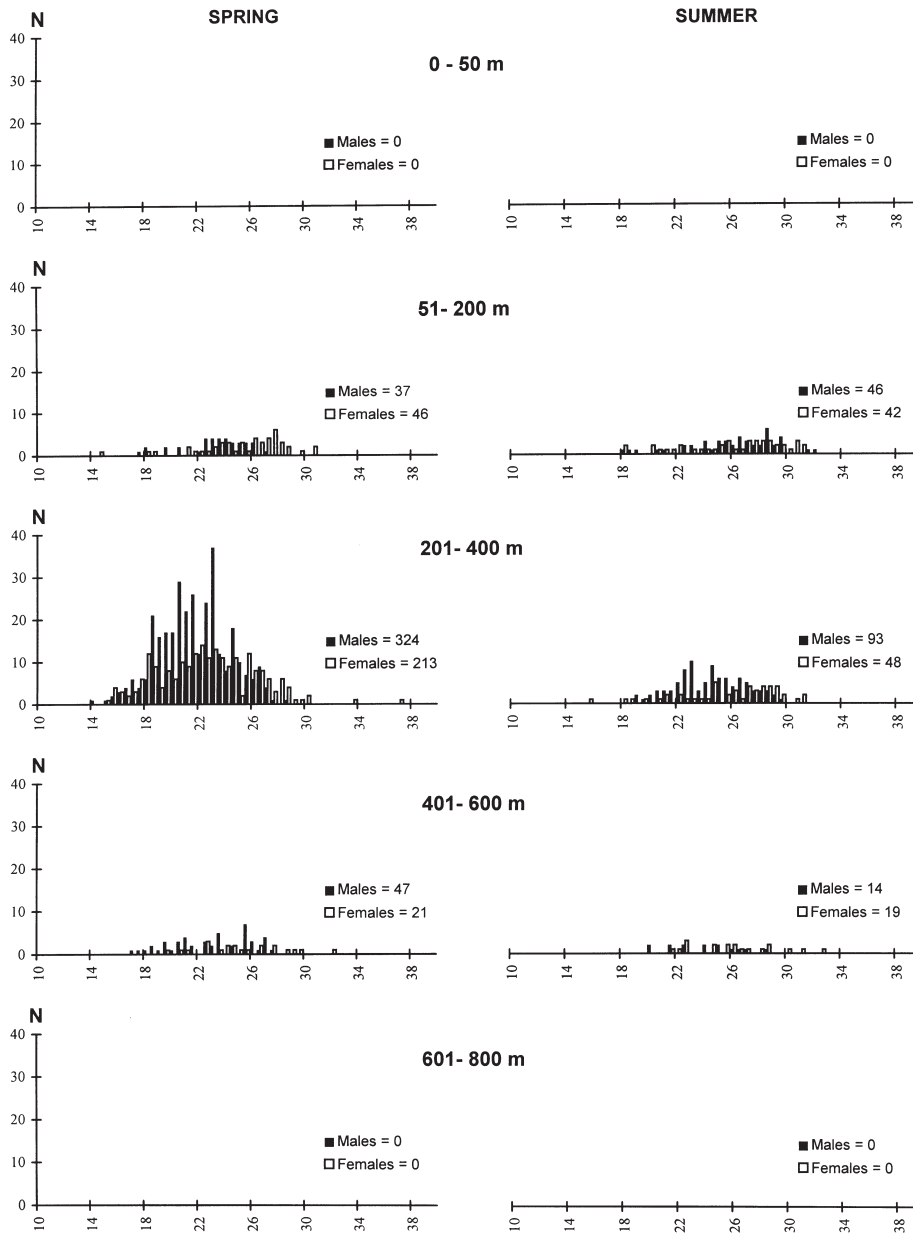 SPRING SUMMER
N
0 - 50 m
40
30
20
10
0
Males = 0
Females = 0
Males = 0
Females = 0
10 14 18 22 26 30 34 38
10 14 18 22 26 30 34 38
N
51- 200 m
40
30
20
10
0
Males = 37
Females = 46
Males = 46
Females = 42
10 14 18 22 26 30 34 38
10 14 18 22 26 30 34 38
N
201- 400 m
40
30
20
10
0
Males = 324
Females = 213
Males = 93
Females = 48
10 14 18 22 26 30 34 38
10 14 18 22 26 30 34 38
N
401- 600 m
40
30
20
10
0
Males = 47
Females = 21
Males = 14
Females = 19
10 14 18 22 26 30 34 38
10 14 18 22 26 30 34 38
N
601- 800 m
40
30
20
10
0
Males = 0
Females = 0
Males = 0
Females = 0
10 14 18 22 26 30 34 38
10 14 18 22 26 30 34 38